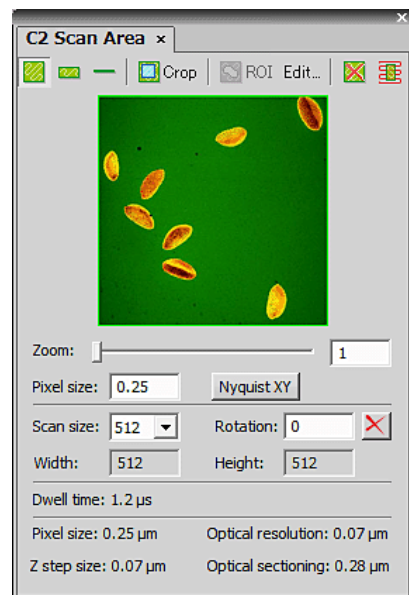 C2 Scan Area ×
Crop ROI Edit...
Zoom: 1
Pixel size: 0.25 Nyquist XY
Scan size: 512 Rotation: 0
Width: 512 Height: 512
Dwell time: 1.2 µs
Pixel size: 0.25 µm Optical resolution: 0.07 µm
Z step size: 0.07 µm Optical sectioning: 0.28 µm